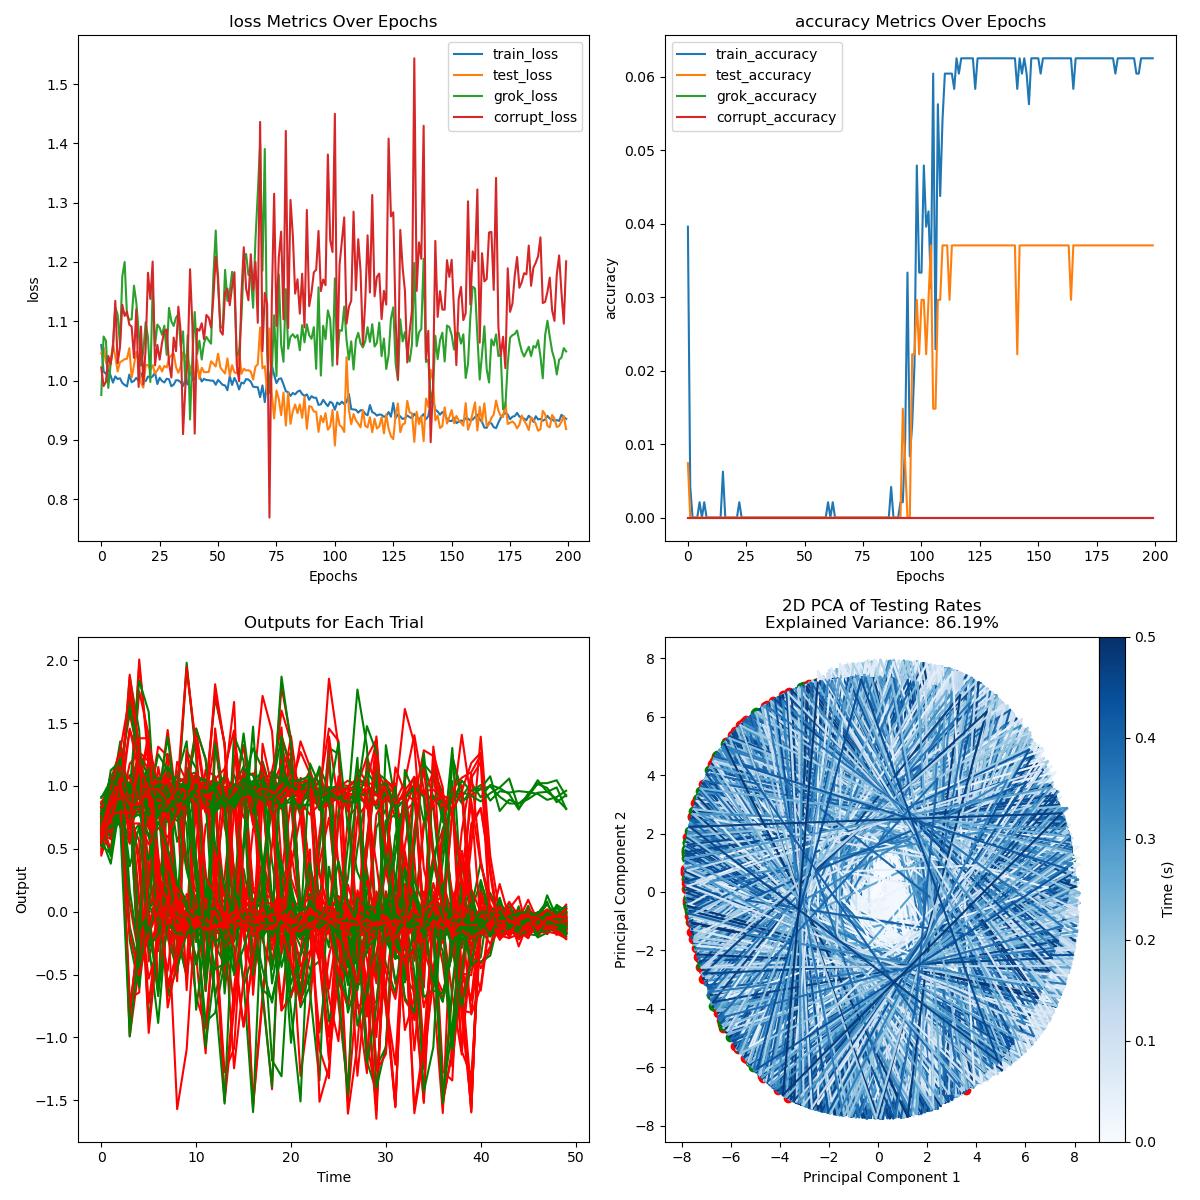 loss Metrics Over Epochs
train_loss
test_loss
grok_loss
corrupt_loss
loss
1.5
1.4
1.3
1.2
1.1
1.0
0.9
0.8
0 25 50 75 100 125 150 175 200
Epochs
accuracy Metrics Over Epochs
train_accuracy
test_accuracy
grok_accuracy
corrupt_accuracy
accuracy
0.06
0.05
0.04
0.03
0.02
0.01
0.00
0 25 50 75 100 125 150 175 200
Epochs
Outputs for Each Trial
Output
2.0
1.5
1.0
0.5
0.0
−0.5
−1.0
−1.5
0 10 20 30 40 50
Time
2D PCA of Testing Rates
Explained Variance: 86.19%
Principal Component 2
8
6
4
2
0
−2
−4
−6
−8
−8 −6 −4 −2 0 2 4 6 8
Principal Component 1
0.5
0.4
0.3
0.2
0.1
0.0
Time (s)